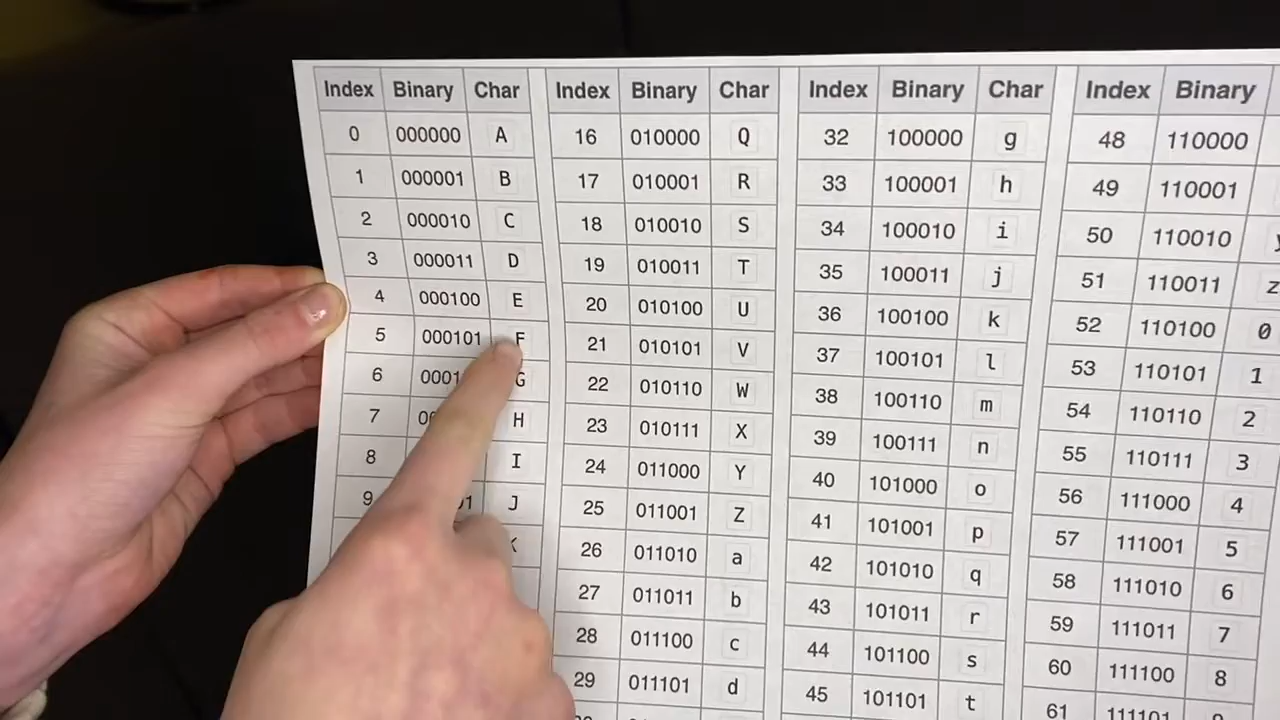 Index Binary Char Index Binary Char Index Binary Char Index Binary
0 000000 A 16 010000 Q 32 100000 g 48 110000
1 000001 B 17 010001 R 33 100001 h 49 110001
2 000010 C 18 010010 S 34 100010 i 50 110010 y
3 000011 D 19 010011 T 35 100011 j 51 110011 z
4 000100 E 20 010100 U 36 100100 k 52 110100 0
5 000101 F 21 010101 V 37 100101 l 53 110101 1
6 G 22 010110 W 38 100110 m 54 110110 2
7 H 23 010111 X 39 100111 n 55 110111 3
8 I 24 011000 Y 40 101000 o 56 111000 4
9 J 25 011001 Z 41 101001 p 57 111001 5
K 26 011010 a 42 101010 q 58 111010 6
27 011011 b 43 101011 r 59 111011 7
28 011100 c 44 101100 s 60 111100 8
29 011101 d 45 101101 t 61